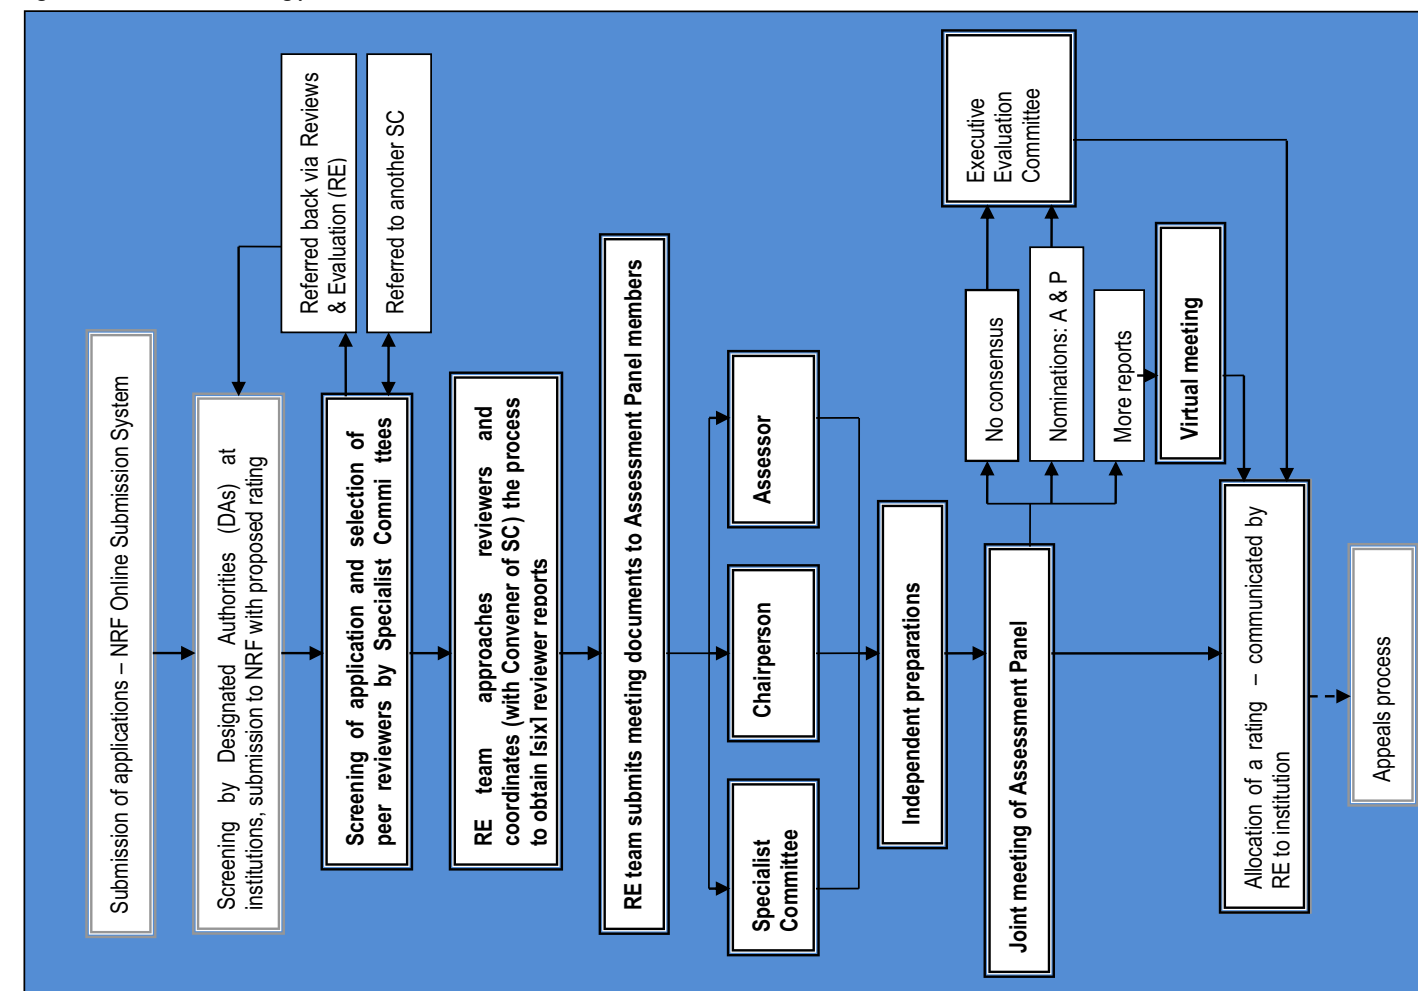 Submission of applications – NRF Online Submission System
Screening by Designated Authorities (DAs) at
institutions, submission to NRF with proposed rating
Referred back via Reviews
& Evaluation (RE)
Referred to another SC
Screening of application and selection of
peer reviewers by Specialist Commi ttees
RE team approaches reviewers and
coordinates (with Convener of SC) the process
to obtain [six] reviewer reports
RE team submits meeting documents to Assessment Panel members
Specialist
Committee
Chairperson
Assessor
Independent preparations
Joint meeting of Assessment Panel
No consensus
Nominations: A & P
More reports
Executive
Evaluation
Committee
Virtual meeting
Allocation of a rating – communicated by
RE to institution
Appeals process